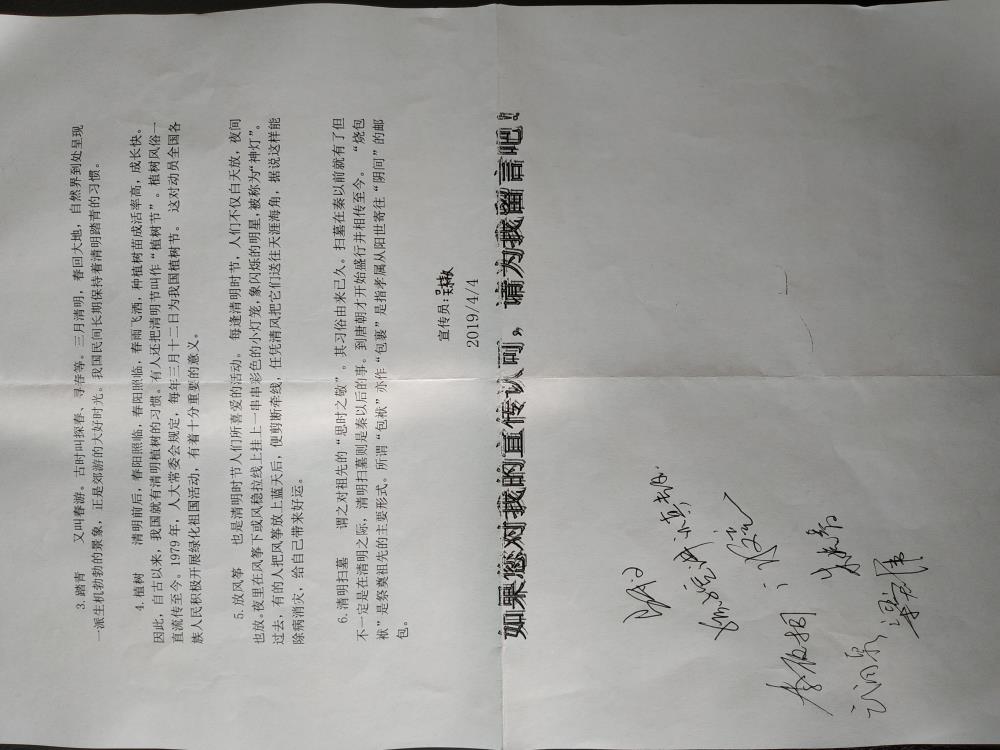 3. 踏青　　又叫春游。古时叫探春、寻春等。三月清明，春回大地，自然界到处呈现
一派生机勃勃的景象，正是郊游的大好时光。我国民间长期保持着清明踏青的习惯。
4. 植树　　清明前后，春阳照临，春阳照临，春雨飞洒，种植树苗成活率高，成长快。
因此，自古以来，我国就有清明植树的习惯。有人还把清明节叫作“植树节”。植树风俗一
直流传至今。1979年，人大常委会规定，每年三月十二日为我国植树节。　这对动员全国各
族人民积极开展绿化祖国活动，有着十分重要的意义。
5. 放风筝　　也是清明时节人们所喜爱的活动。　每逢清明时节，人们不仅白天放，夜间
也放。夜里在风筝下或风稳拉线上挂上一串串彩色的小灯笼，象闪烁的明星，被称为“神灯”。
过去，有的人把风筝放上蓝天后，便剪断牵线，任凭清风把它们送往天涯海角，据说这样能
除病消灾，给自己带来好运。
6. 清明扫墓　　谓之对祖先的“思时之敬”。其习俗由来已久。扫墓在秦以前就有了但
不一定是在清明之际，清明扫墓则是秦以后的事。到唐朝才开始盛行并相传至今。　“烧包
袱”是祭奠祖先的主要形式。所谓“包袱”亦作“包裹”是指孝属从阳世寄往“阴间”的邮
包。
宣传员：
2019/4/4
如果您对我的宣传认可，请为我留言吧！